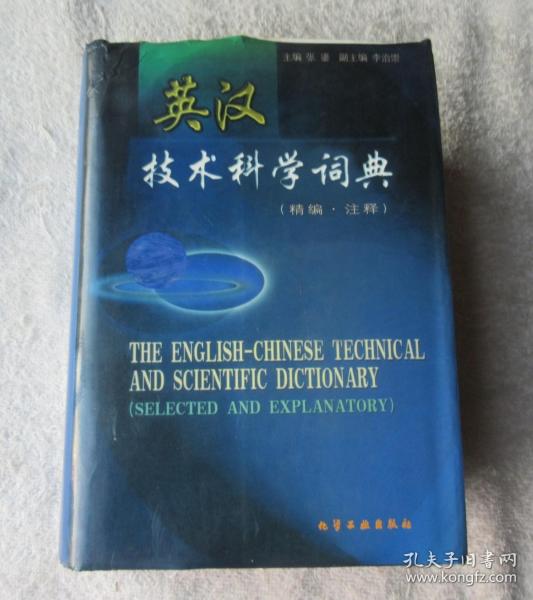 主编 张鎏 副主编 李治崇
英汉
技术科学词典
(精编·注释)
THE ENGLISH-CHINESE TECHNICAL
AND SCIENTIFIC DICTIONARY
(SELECTED AND EXPLANATORY)
化学工业出版社
孔夫子旧书网
www.kongfz.com